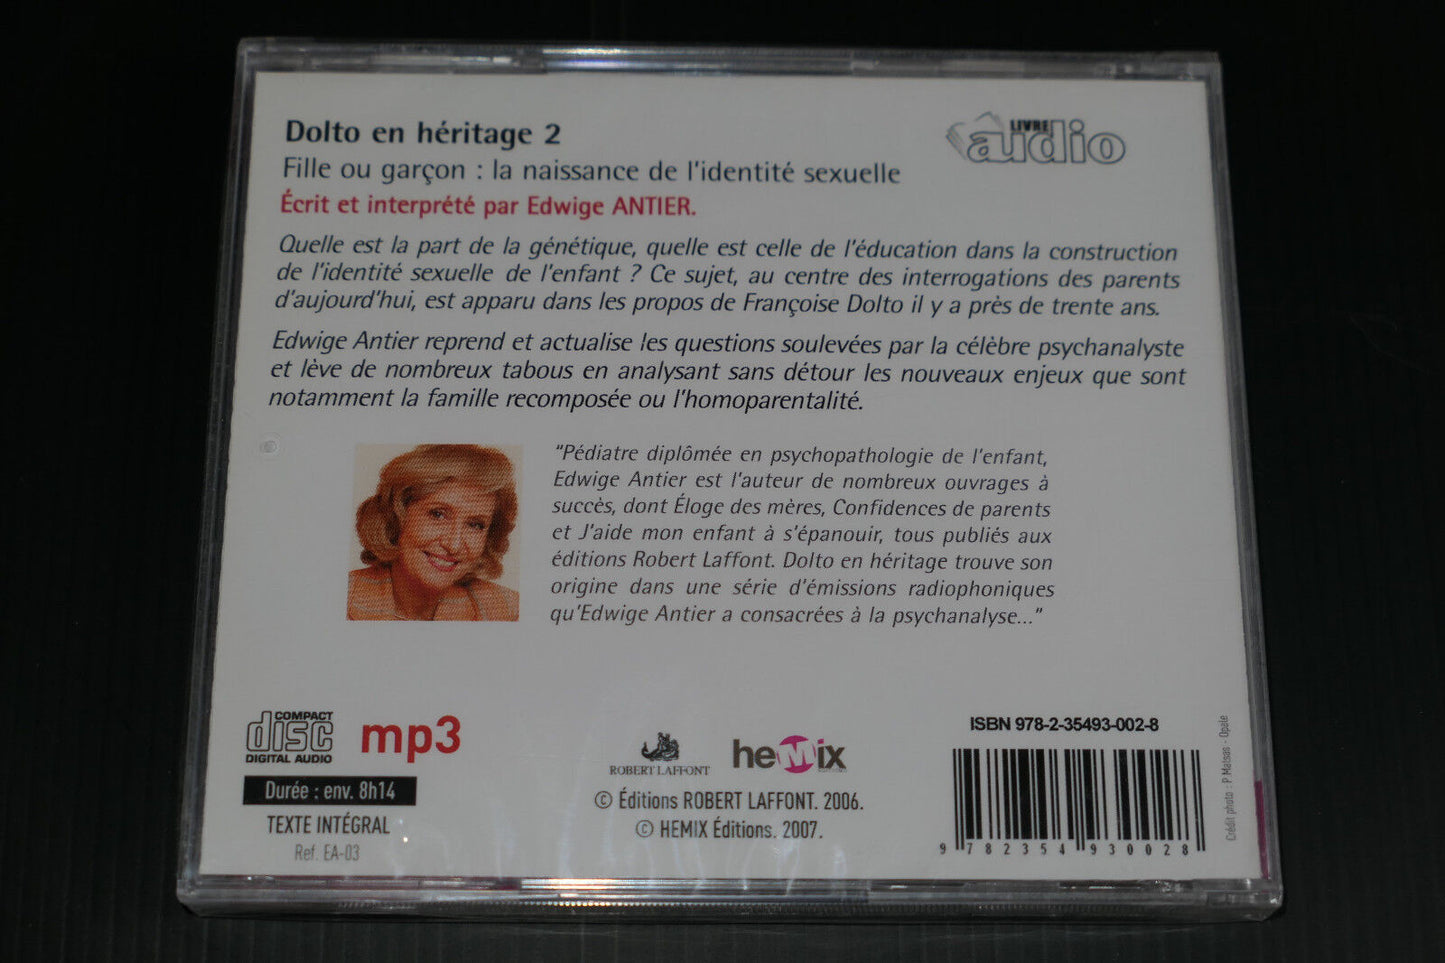 Dolto en héritage 2
Fille ou garçon : la naissance de l'identité sexuelle
Écrit et interprété par Edwige ANTIER.
LIVRE
audio
Quelle est la part de la génétique, quelle est celle de l'éducation dans la construction
de l'identité sexuelle de l'enfant ? Ce sujet, au centre des interrogations des parents
d'aujourd'hui, est apparu dans les propos de Françoise Dolto il y a près de trente ans.
Edwige Antier reprend et actualise les questions soulevées par la célèbre psychanalyste
et lève de nombreux tabous en analysant sans détour les nouveaux enjeux que sont
notamment la famille recomposée ou l'homoparentalité.
"Pédiatre diplômée en psychopathologie de l'enfant,
Edwige Antier est l'auteur de nombreux ouvrages à
succès, dont Éloge des mères, Confidences de parents
et J'aide mon enfant à s'épanouir, tous publiés aux
éditions Robert Laffont. Dolto en héritage trouve son
origine dans une série d'émissions radiophoniques
qu'Edwige Antier a consacrées à la psychanalyse..."
COMPACT
disc
DIGITAL AUDIO
mp3
Durée : env. 8h14
TEXTE INTÉGRAL
Ref. EA-03
ROBERT LAFFONT
heMix
© Éditions ROBERT LAFFONT. 2006.
© HEMIX Éditions. 2007.
ISBN 978-2-35493-002-8
9 782354 930028
Crédit photo : P Matsas - Opale